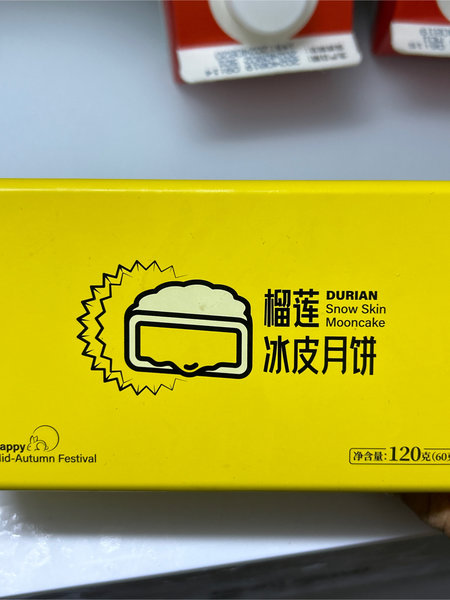 榴莲
DURIAN
Snow Skin
Mooncake
冰皮月饼
appy
id-Autumn Festival
净含量: 120克(60